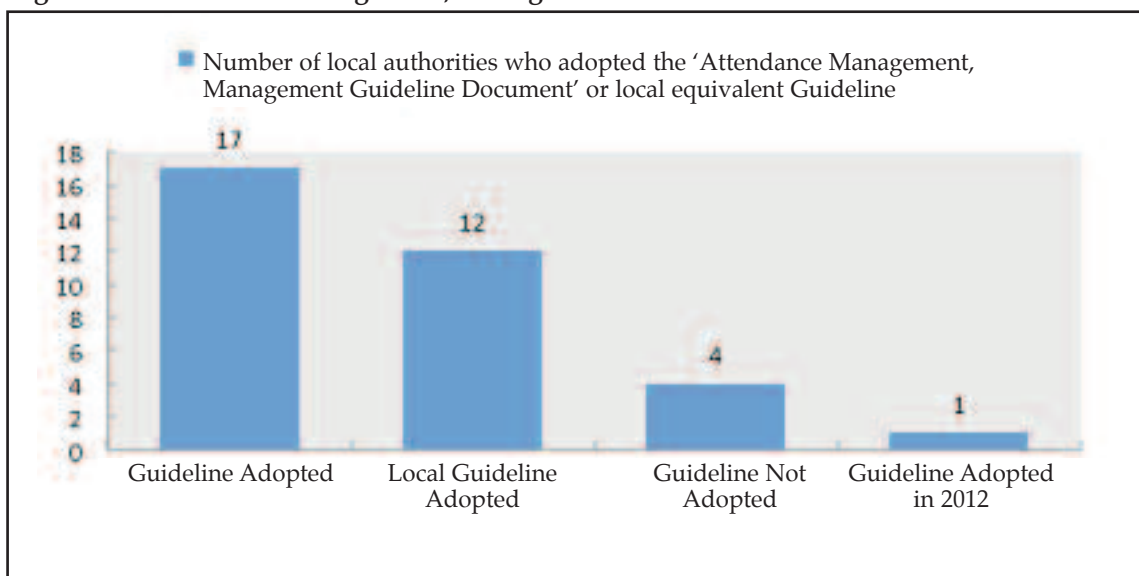 Number of local authorities who adopted the ‘Attendance Management,
Management Guideline Document’ or local equivalent Guideline
17
18
16
14
12
12
10
8
6
4
4
2
1
0
Guideline Adopted
Local Guideline
Adopted
Guideline Not
Adopted
Guideline Adopted
in 2012